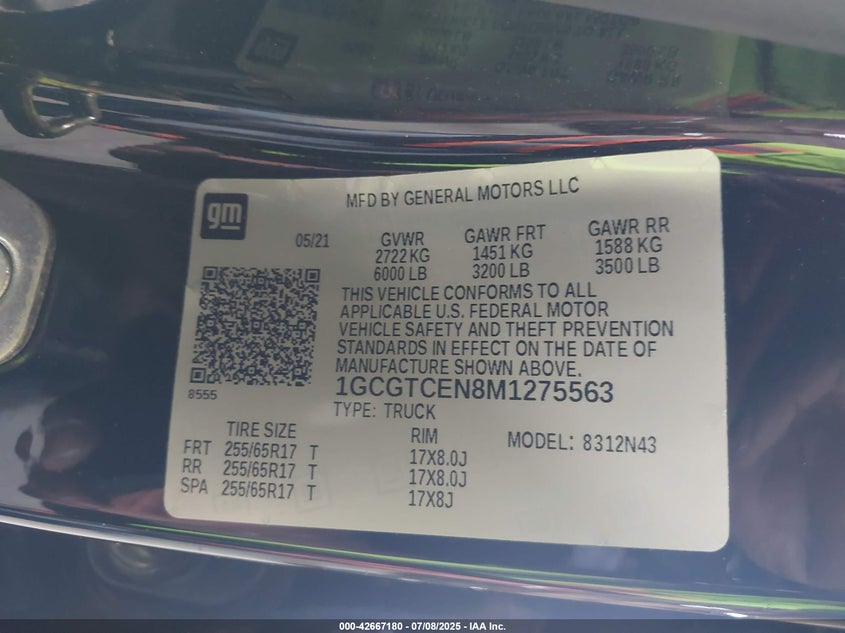 gm
MFD BY GENERAL MOTORS LLC
05/21
GVWR GAWR FRT GAWR RR
2722 KG 1451 KG 1588 KG
6000 LB 3200 LB 3500 LB
THIS VEHICLE CONFORMS TO ALL
APPLICABLE U.S. FEDERAL MOTOR
VEHICLE SAFETY AND THEFT PREVENTION
STANDARDS IN EFFECT ON THE DATE OF
MANUFACTURE SHOWN ABOVE.
8555
1GCGTCEN8M1275563
TYPE: TRUCK
TIRE SIZE RIM MODEL: 8312N43
FRT 255/65R17 T 17X8.0J
RR 255/65R17 T 17X8.0J
SPA 255/65R17 T 17X8J
000-42667180 - 07/08/2025 - IAA Inc.